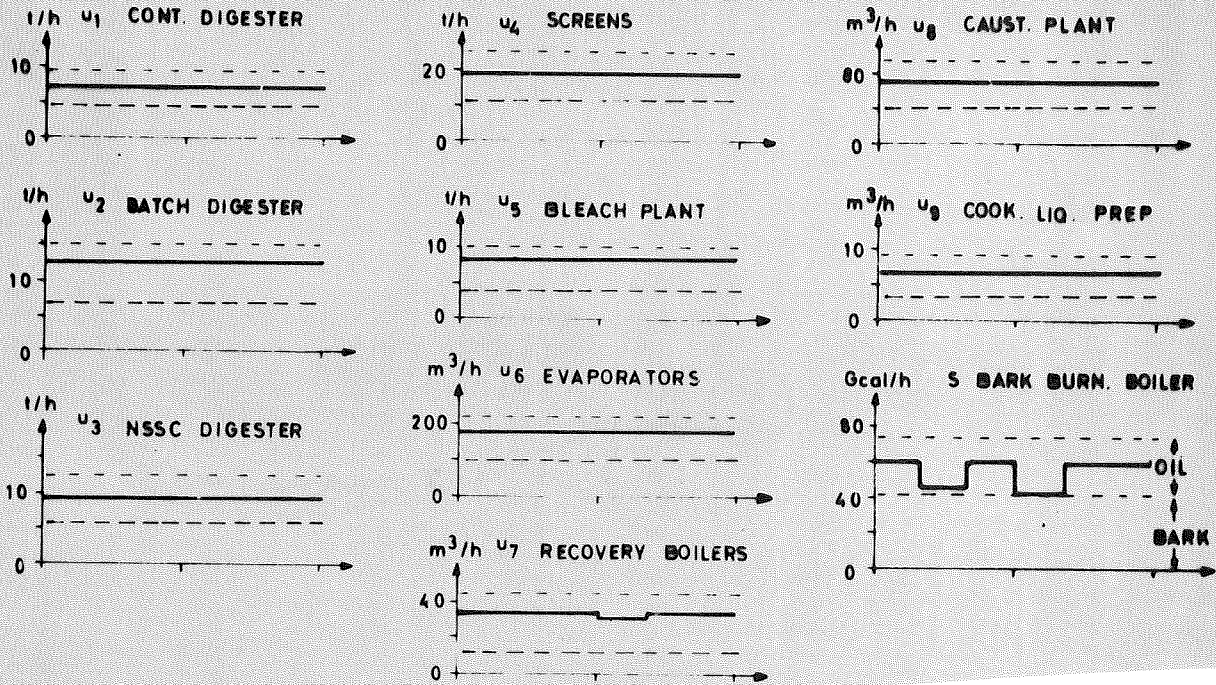 t/h u1 CONT. DIGESTER
10
0
t/h u2 BATCH DIGESTER
10
0
t/h u3 NSSC DIGESTER
10
0
t/h u4 SCREENS
20
0
t/h u5 BLEACH PLANT
10
0
m³/h u6 EVAPORATORS
200
0
m³/h u7 RECOVERY BOILERS
40
0
m³/h u8 CAUST. PLANT
80
0
m³/h u9 COOK. LIQ. PREP
10
0
Gcal/h S BARK BURN. BOILER
80
OIL
40
BARK
0